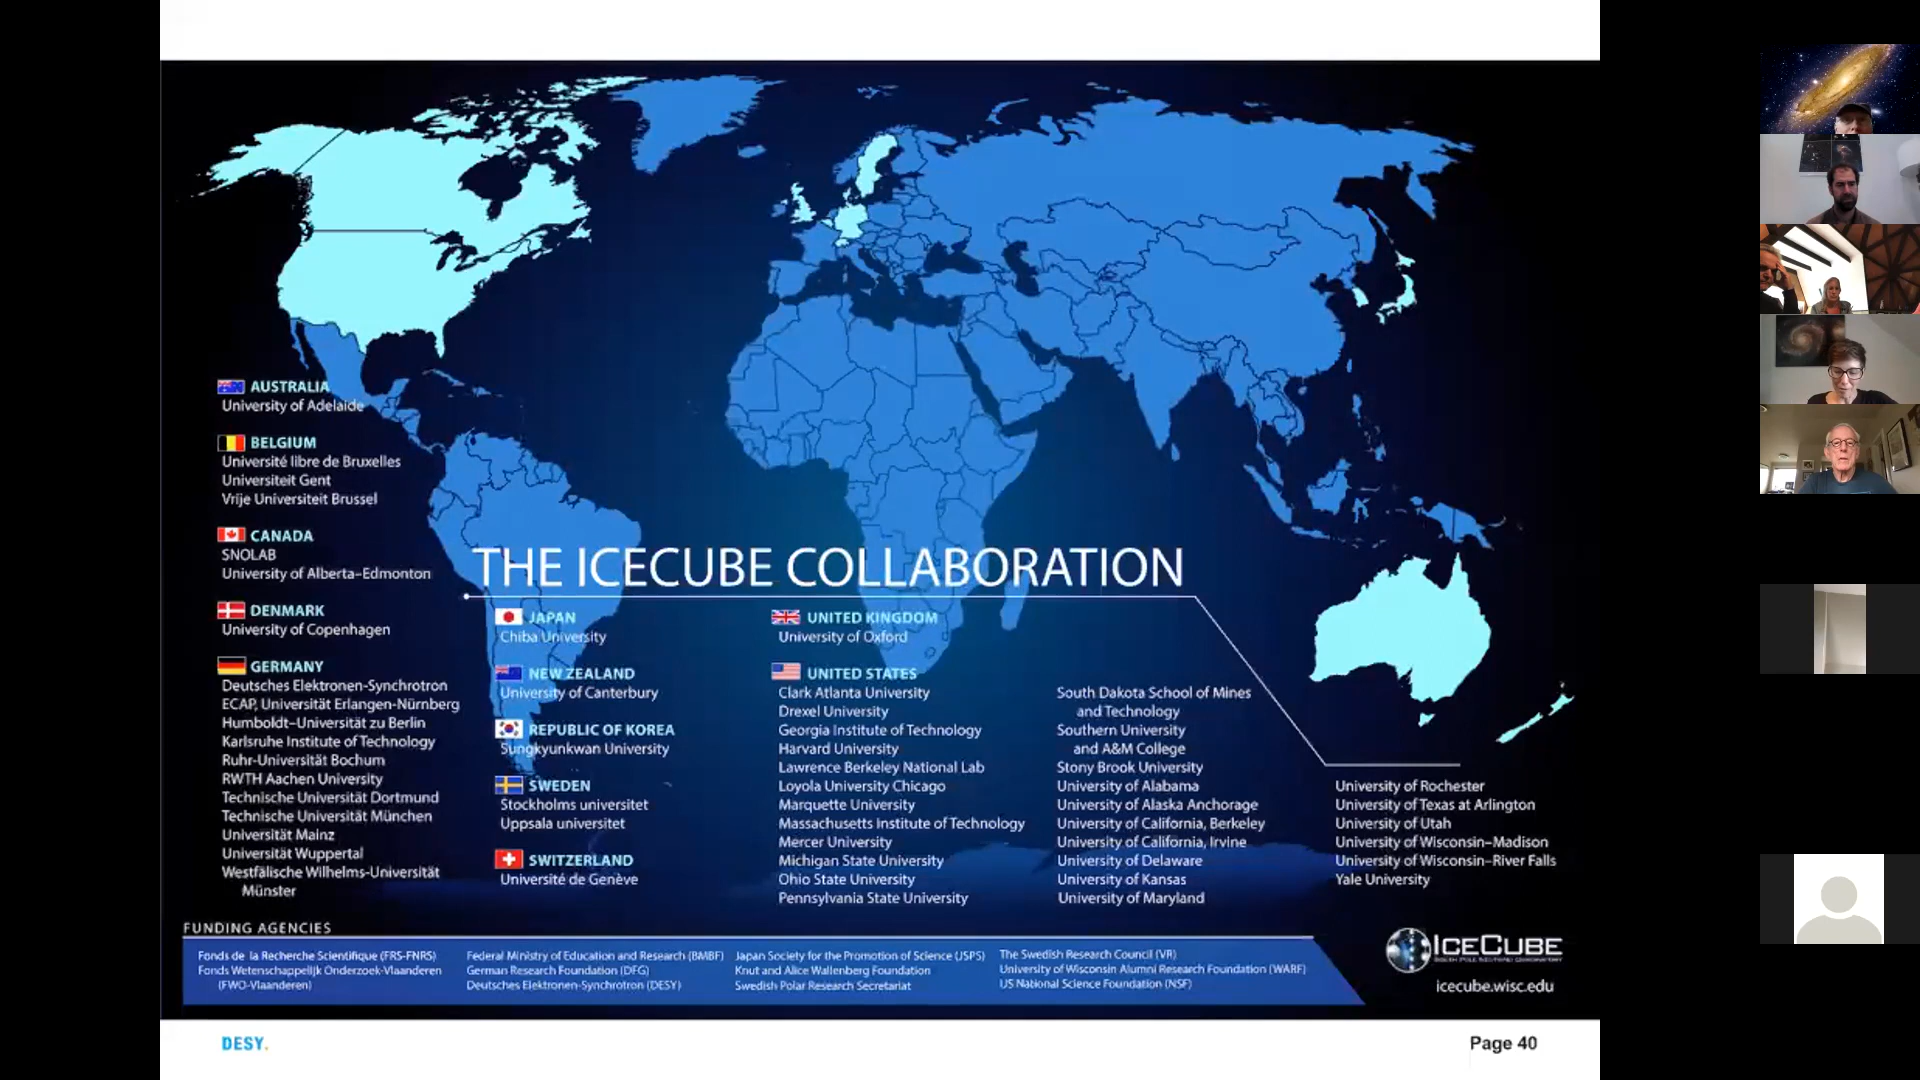 AUSTRALIA
University of Adelaide
BELGIUM
Université libre de Bruxelles
Universiteit Gent
Vrije Universiteit Brussel
CANADA
SNOLAB
University of Alberta–Edmonton
DENMARK
University of Copenhagen
GERMANY
Deutsches Elektronen-Synchrotron
ECAP, Universität Erlangen-Nürnberg
Humboldt–Universität zu Berlin
Karlsruhe Institute of Technology
Ruhr-Universität Bochum
RWTH Aachen University
Technische Universität Dortmund
Technische Universität München
Universität Mainz
Universität Wuppertal
Westfälische Wilhelms-Universität
Münster
THE ICECUBE COLLABORATION
JAPAN
Chiba University
NEW ZEALAND
University of Canterbury
REPUBLIC OF KOREA
Sungkyunkwan University
SWEDEN
Stockholms universitet
Uppsala universitet
SWITZERLAND
Université de Genève
UNITED KINGDOM
University of Oxford
UNITED STATES
Clark Atlanta University
Drexel University
Georgia Institute of Technology
Harvard University
Lawrence Berkeley National Lab
Loyola University Chicago
Marquette University
Massachusetts Institute of Technology
Mercer University
Michigan State University
Ohio State University
Pennsylvania State University
South Dakota School of Mines
and Technology
Southern University
and A&M College
Stony Brook University
University of Alabama
University of Alaska Anchorage
University of California, Berkeley
University of California, Irvine
University of Delaware
University of Kansas
University of Maryland
University of Rochester
University of Texas at Arlington
University of Utah
University of Wisconsin–Madison
University of Wisconsin–River Falls
Yale University
FUNDING AGENCIES
Fonds de la Recherche Scientifique (FRS-FNRS)
Fonds Wetenschappelijk Onderzoek-Vlaanderen
(FWO-Vlaanderen)
Federal Ministry of Education and Research (BMBF)
German Research Foundation (DFG)
Deutsches Elektronen-Synchrotron (DESY)
Japan Society for the Promotion of Science (JSPS)
Knut and Alice Wallenberg Foundation
Swedish Polar Research Secretariat
The Swedish Research Council (VR)
University of Wisconsin Alumni Research Foundation (WARF)
US National Science Foundation (NSF)
ICECUBE
SOUTH POLE NEUTRINO OBSERVATORY
icecube.wisc.edu
DESY.
Page 40